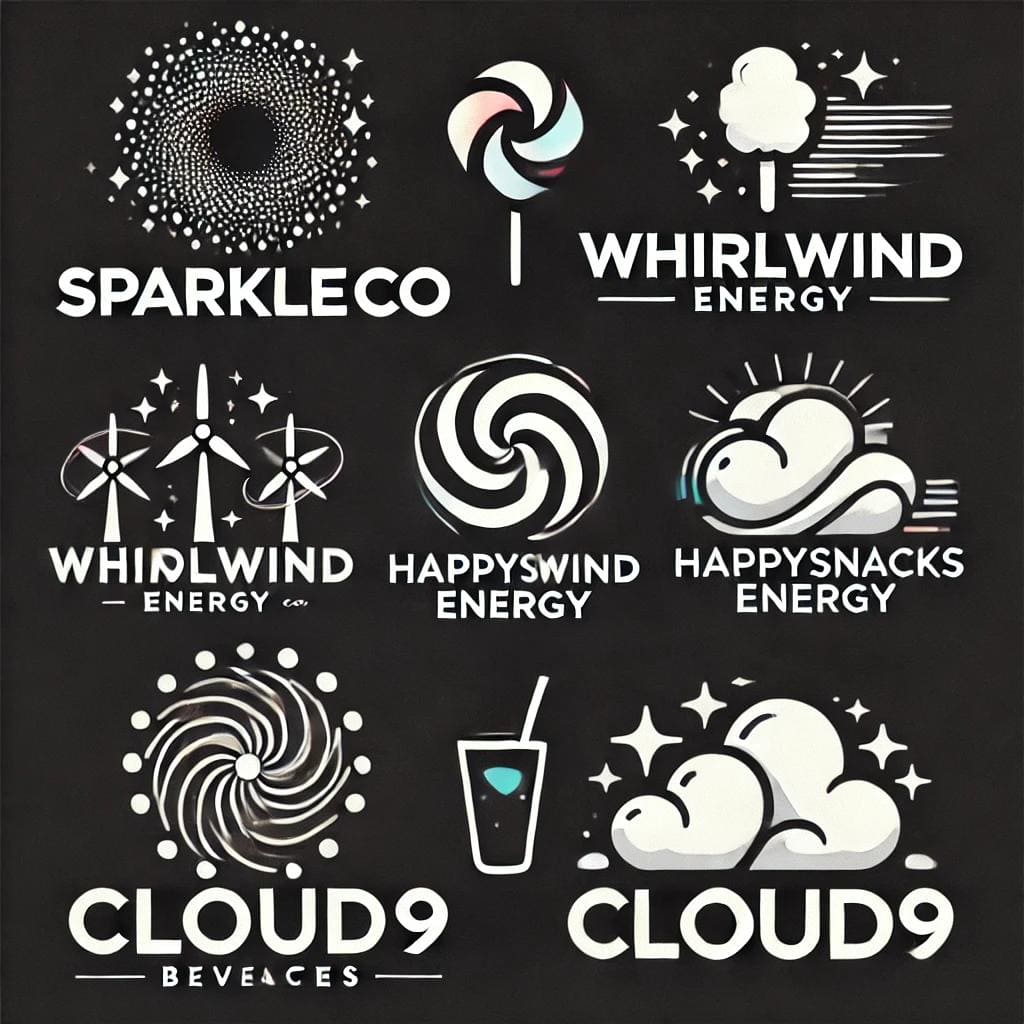 SPARKLECO
WHIRLWIND
ENERGY
WHIRLWIND
ENERGY
HAPPYSWIND
ENERGY
HAPPYSNACKS
ENERGY
CLOUD9
BEVEACES
CLOUD9